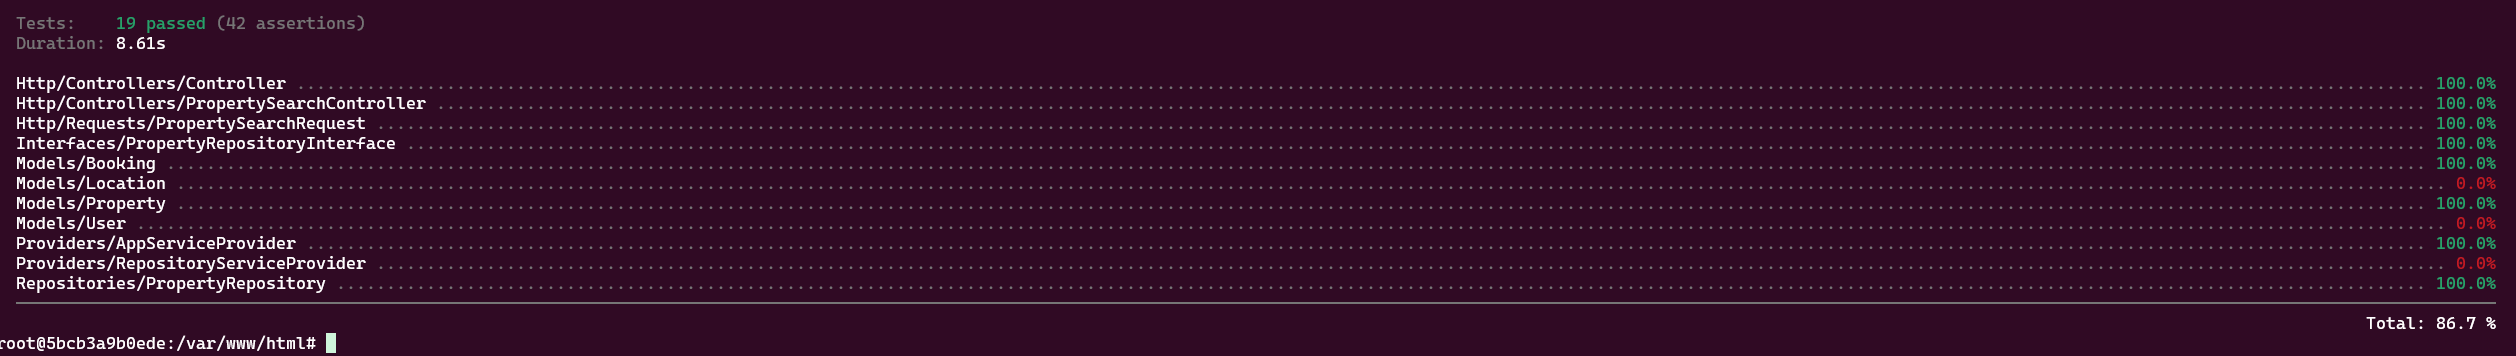 Tests:    19 passed (42 assertions)
Duration: 8.61s
Http/Controllers/Controller ........................................ 100.0%
Http/Controllers/PropertySearchController ........................................ 100.0%
Http/Requests/PropertySearchRequest ........................................ 100.0%
Interfaces/PropertyRepositoryInterface ........................................ 100.0%
Models/Booking ........................................ 100.0%
Models/Location ........................................ 0.0%
Models/Property ........................................ 100.0%
Models/User ........................................ 0.0%
Providers/AppServiceProvider ........................................ 100.0%
Providers/RepositoryServiceProvider ........................................ 0.0%
Repositories/PropertyRepository ........................................ 100.0%
Total: 86.7 %
root@5bcb3a9b0ede:/var/www/html#